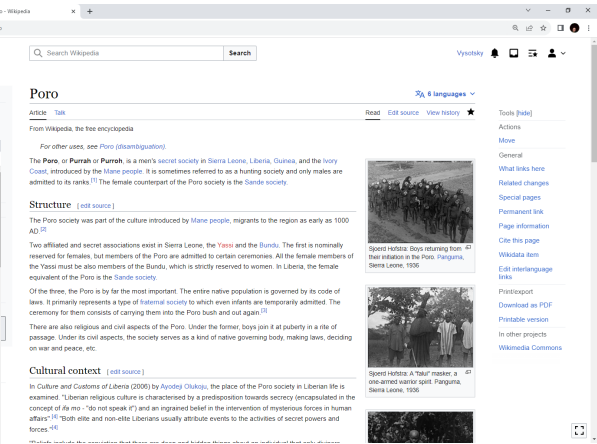 o - Wikipedia
Search Wikipedia
Search
Vysotsky
Poro
6 languages
Article Talk
Read Edit source View history
From Wikipedia, the free encyclopedia
For other uses, see Poro (disambiguation).
The Poro, or Purrah or Purroh, is a men's secret society in Sierra Leone, Liberia, Guinea, and the Ivory
Coast, introduced by the Mane people. It is sometimes referred to as a hunting society and only males are
admitted to its ranks.[1] The female counterpart of the Poro society is the Sande society.
Structure [ edit source ]
The Poro society was part of the culture introduced by Mane people, migrants to the region as early as 1000
AD.[2]
Two affiliated and secret associations exist in Sierra Leone, the Yassi and the Bundu. The first is nominally
reserved for females, but members of the Poro are admitted to certain ceremonies. All the female members of
the Yassi must be also members of the Bundu, which is strictly reserved to women. In Liberia, the female
equivalent of the Poro is the Sande society.
Of the three, the Poro is by far the most important. The entire native population is governed by its code of
laws. It primarily represents a type of fraternal society to which even infants are temporarily admitted. The
ceremony for them consists of carrying them into the Poro bush and out again.[3]
There are also religious and civil aspects of the Poro. Under the former, boys join it at puberty in a rite of
passage. Under its civil aspects, the society serves as a kind of native governing body, making laws, deciding
on war and peace, etc.
Cultural context [ edit source ]
In Culture and Customs of Liberia (2006) by Ayodeji Olukoju, the place of the Poro society in Liberian life is
examined. "Liberian religious culture is characterised by a predisposition towards secrecy (encapsulated in the
concept of ifa mo - "do not speak it") and an ingrained belief in the intervention of mysterious forces in human
affairs".[4] "Both elite and non-elite Liberians usually attribute events to the activities of secret powers and
forces."[4]
Sjoerd Hofstra: Boys returning from
their initiation in the Poro. Panguma,
Sierra Leone, 1936
Sjoerd Hofstra: A "falui" masker, a
one-armed warrior spirit. Panguma,
Sierra Leone, 1936
Tools [hide]
Actions
Move
General
What links here
Related changes
Special pages
Permanent link
Page information
Cite this page
Wikidata item
Edit interlanguage
links
Print/export
Download as PDF
Printable version
In other projects
Wikimedia Commons